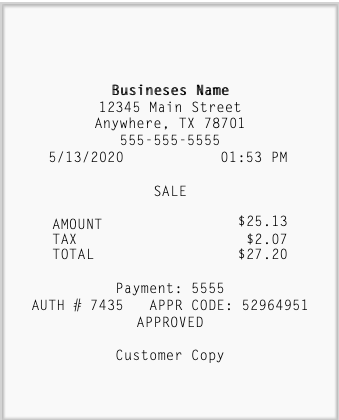 Busineses Name
12345 Main Street
Anywhere, TX 78701
555-555-5555
5/13/2020 01:53 PM
SALE
AMOUNT $25.13
TAX $2.07
TOTAL $27.20
Payment: 5555
AUTH # 7435 APPR CODE: 52964951
APPROVED
Customer Copy